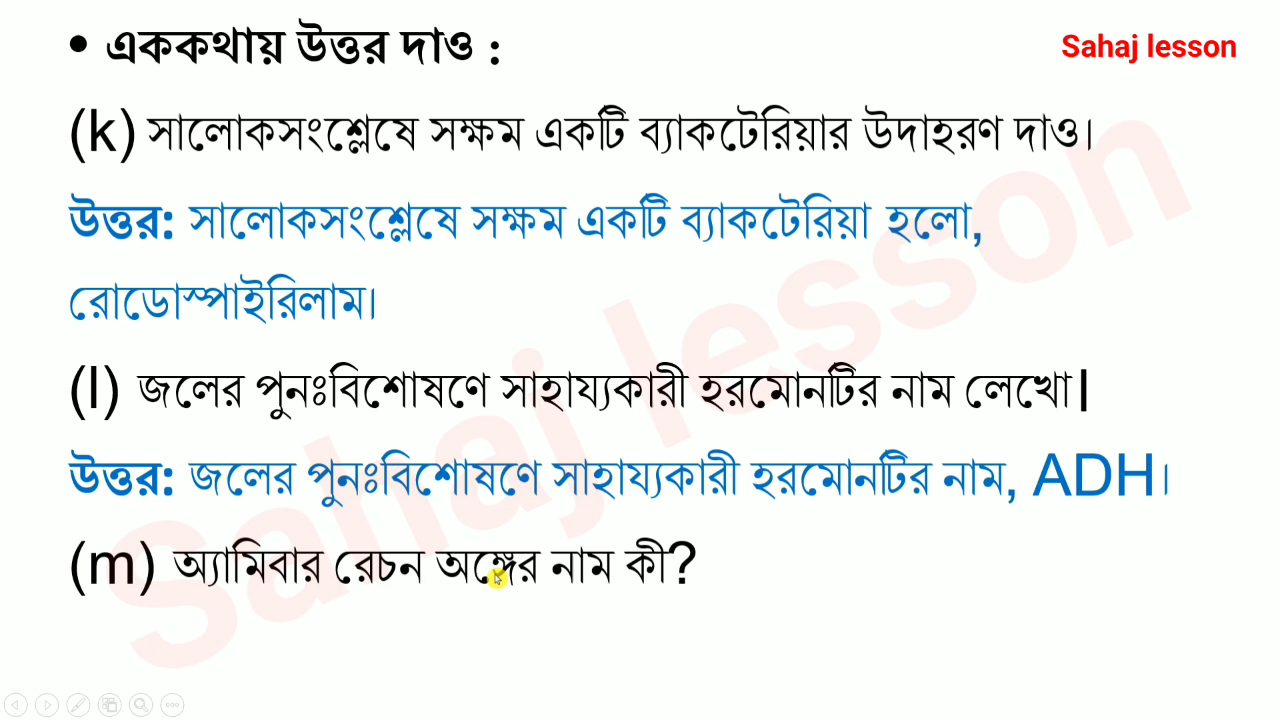 • এককথায় উত্তর দাও :
Sahaj lesson
(k) সালোকসংশ্লেষে সক্ষম একটি ব্যাকটেরিয়ার উদাহরণ দাও।
উত্তর: সালোকসংশ্লেষে সক্ষম একটি ব্যাকটেরিয়া হলো,
রোডোস্পাইরিলাম।
(l) জলের পুনঃবিশোষণে সাহায্যকারী হরমোনটির নাম লেখো।
উত্তর: জলের পুনঃবিশোষণে সাহায্যকারী হরমোনটির নাম, ADH।
(m) অ্যামিবার রেচন অঙ্গের নাম কী?
Sahaj lesson